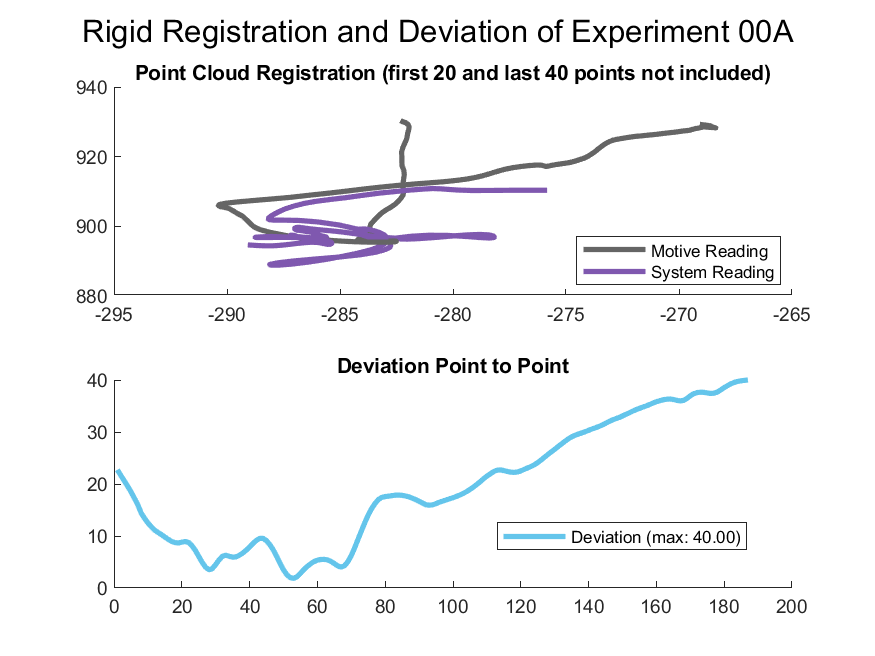 Rigid Registration and Deviation of Experiment 00A
Point Cloud Registration (first 20 and last 40 points not included)
940
920
900
880
-295 -290 -285 -280 -275 -270 -265
Motive Reading
System Reading
Deviation Point to Point
40
30
20
10
0
0 20 40 60 80 100 120 140 160 180 200
Deviation (max: 40.00)